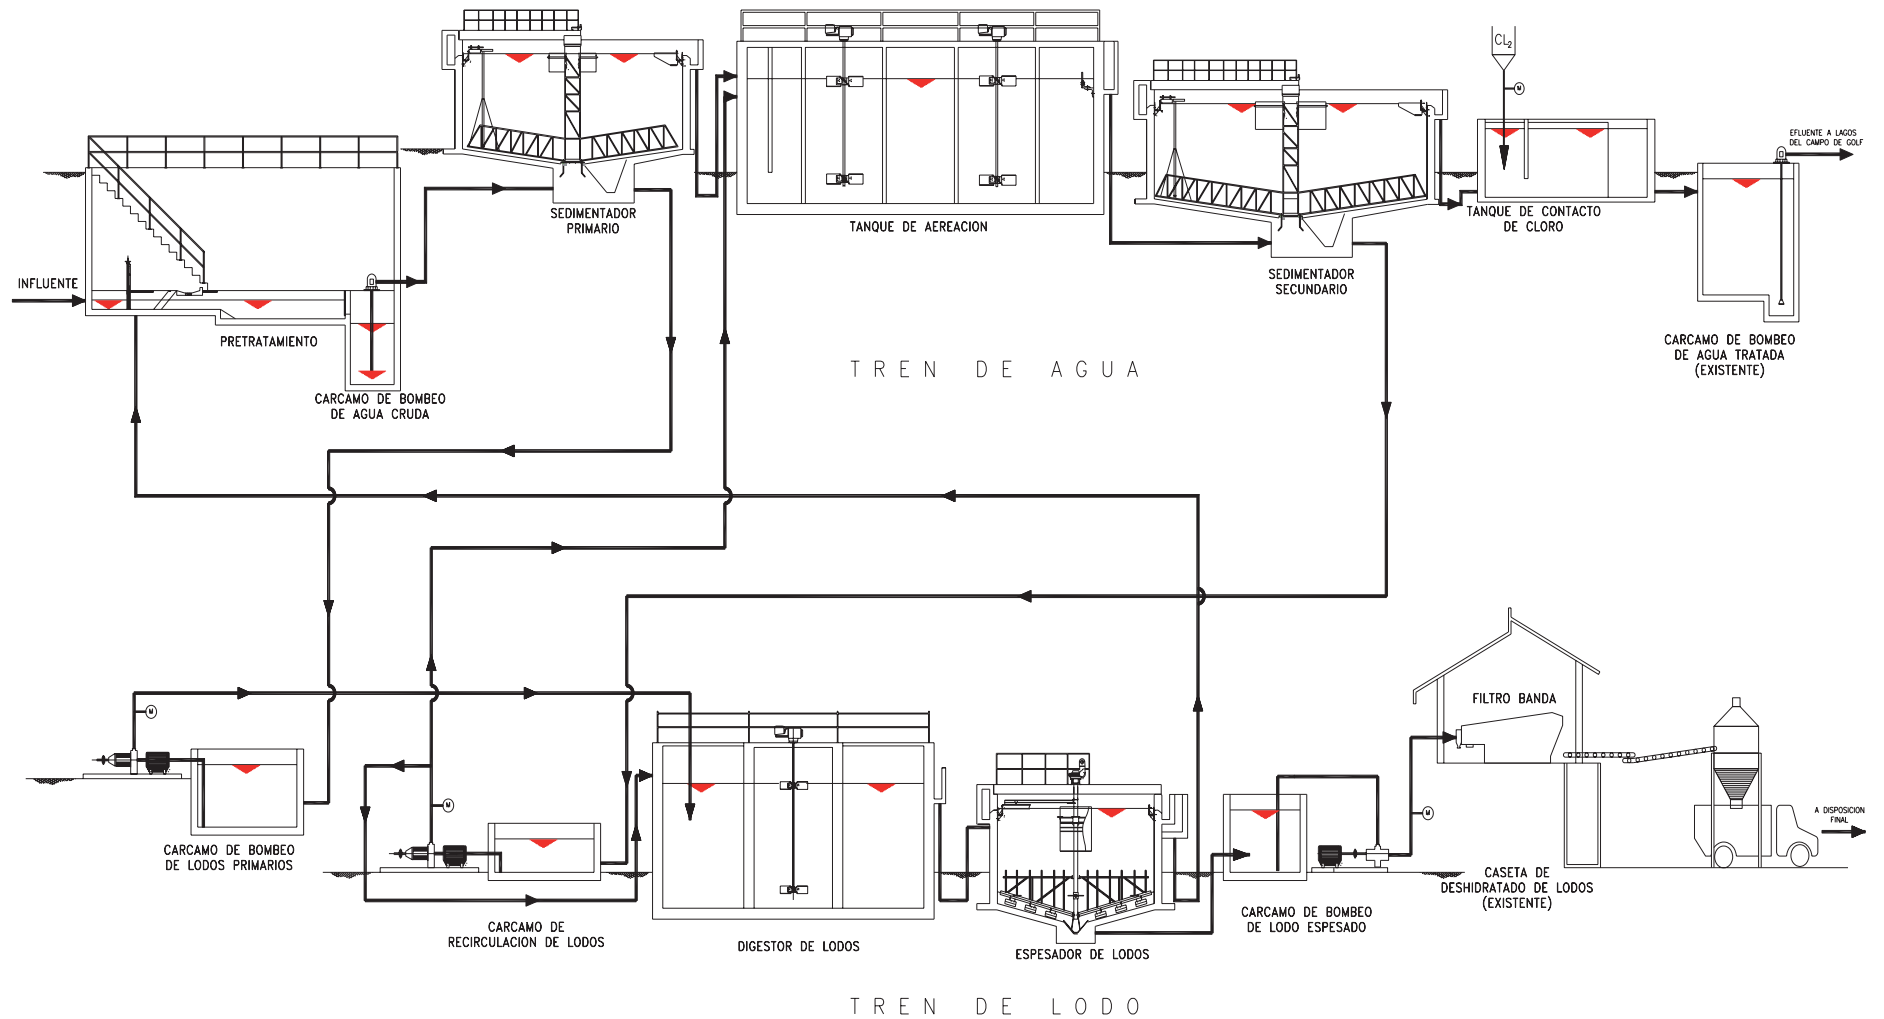 CL2
M
EFLUENTE A LAGOS
DEL CAMPO DE GOLF
SEDIMENTADOR
PRIMARIO
TANQUE DE AEREACION
TANQUE DE CONTACTO
DE CLORO
SEDIMENTADOR
SECUNDARIO
INFLUENTE
PRETRATAMIENTO
CARCAMO DE BOMBEO
DE AGUA CRUDA
CARCAMO DE BOMBEO
DE AGUA TRATADA
(EXISTENTE)
TREN DE AGUA
M
FILTRO BANDA
M
M
A DISPOSICION
FINAL
CARCAMO DE BOMBEO
DE LODOS PRIMARIOS
CARCAMO DE
RECIRCULACION DE LODOS
DIGESTOR DE LODOS
ESPESADOR DE LODOS
CARCAMO DE BOMBEO
DE LODO ESPESADO
CASETA DE
DESHIDRATADO DE LODOS
(EXISTENTE)
TREN DE LODO